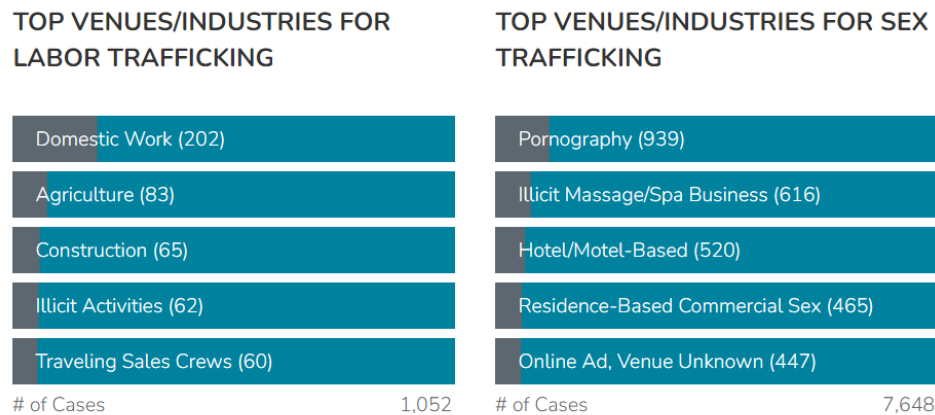 TOP VENUES/INDUSTRIES FOR
LABOR TRAFFICKING
Domestic Work (202)
Agriculture (83)
Construction (65)
Illicit Activities (62)
Traveling Sales Crews (60)
# of Cases 1,052
TOP VENUES/INDUSTRIES FOR SEX
TRAFFICKING
Pornography (939)
Illicit Massage/Spa Business (616)
Hotel/Motel-Based (520)
Residence-Based Commercial Sex (465)
Online Ad, Venue Unknown (447)
# of Cases 7,648